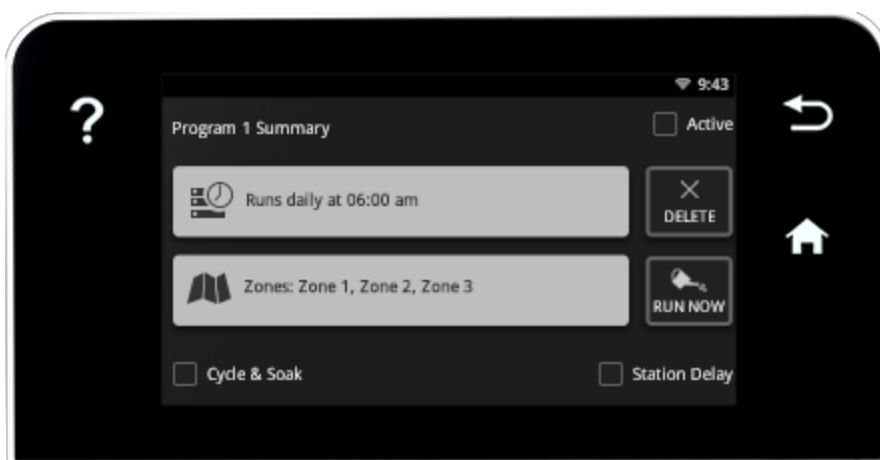 ?
9:43
Program 1 Summary
Active
Runs daily at 06:00 am
DELETE
Zones: Zone 1, Zone 2, Zone 3
RUN NOW
Cycle & Soak
Station Delay